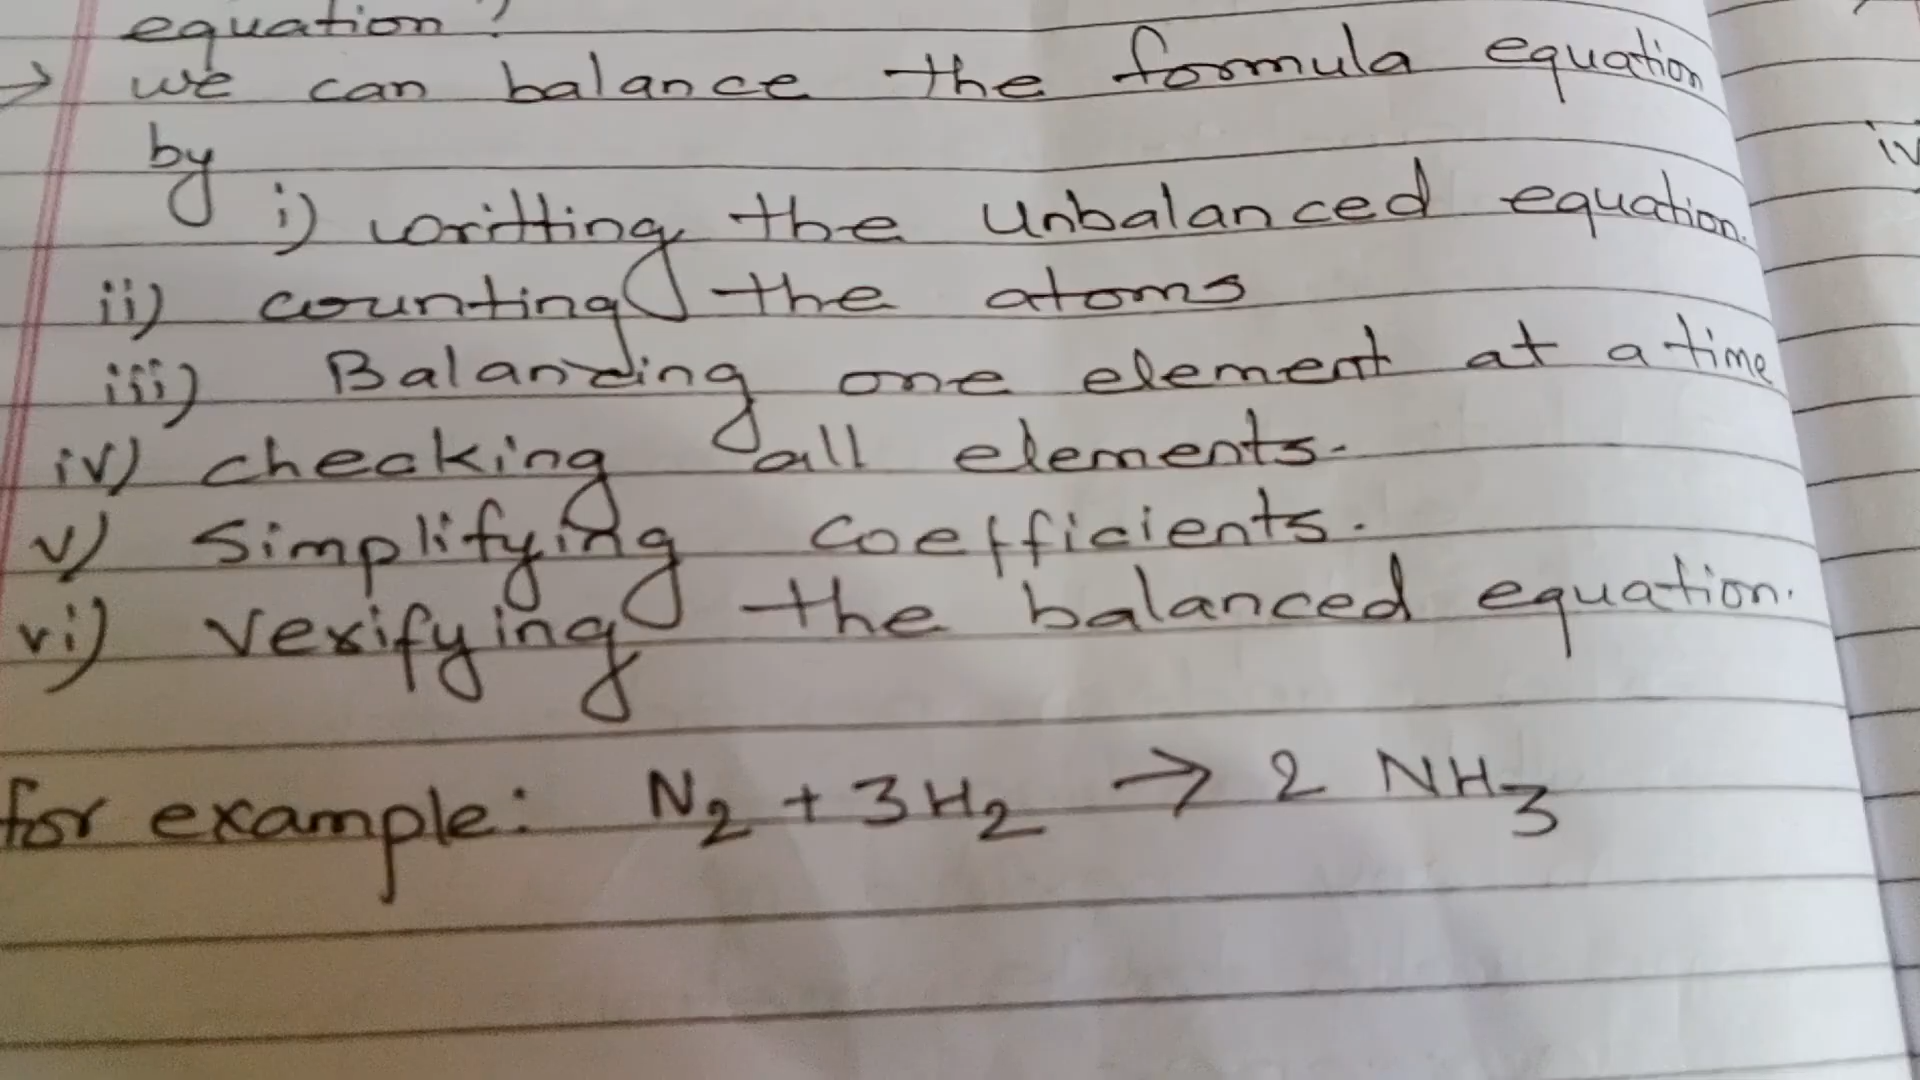 equation?
→ we can balance the formula equation
by
i) writting the unbalanced equation.
ii) counting the atoms
iii) Balancing one element at a time
iv) checking all elements.
v) Simplifying coefficients.
vi) verifying the balanced equation.
for example: N₂ + 3H₂ → 2 NH₃
iv